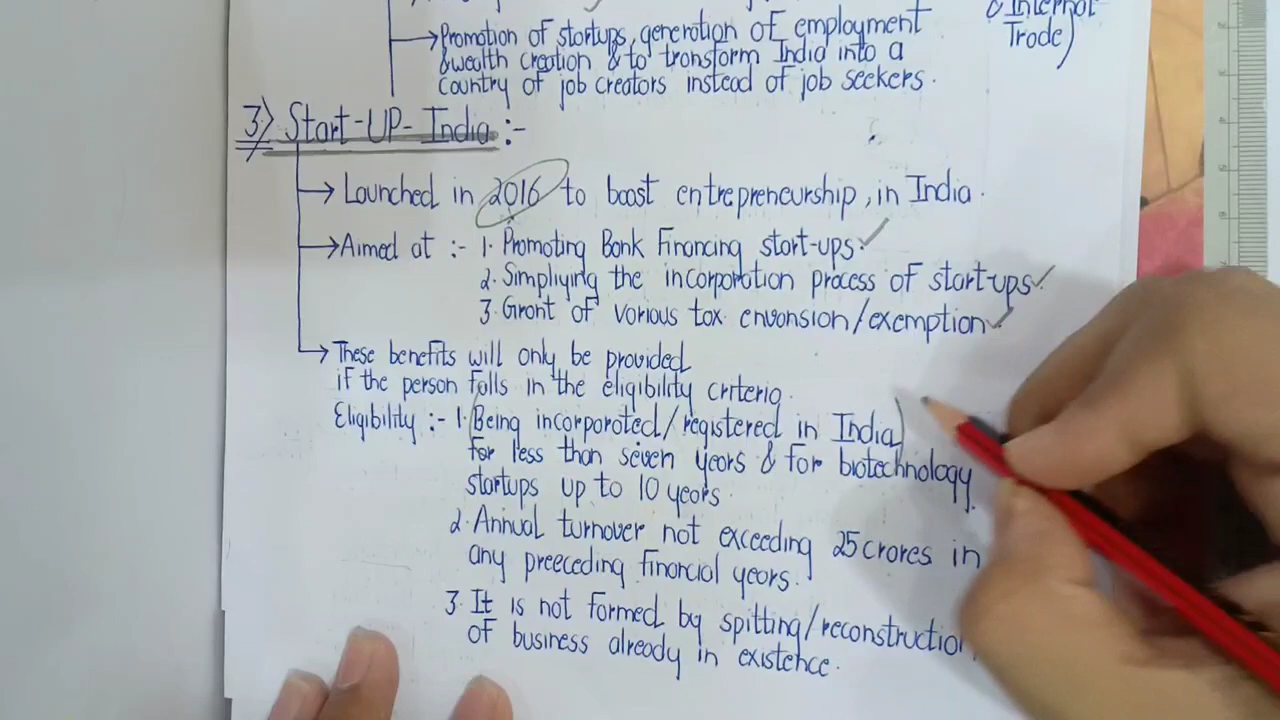 & Internal
Trade)
→ Promotion of startups, generation of employment
& wealth creation & to transform India into a
country of job creators instead of job seekers.
3) Start-UP-India :-
→ Launched in 2016 to boost entrepreneurship, in India.
→ Aimed at :- 1. Promoting Bank Financing start-ups.
2. Simpliying the incorporation process of start-ups
3. Grant of various tax envonsion/exemption
→ These benefits will only be provided
if the person falls in the eligibility criteria.
Eligibility :- 1. Being incorporated/registered in India
for less than seven years & for biotechnology
startups up to 10 years.
2. Annual turnover not exceeding 25 crores in
any preeceding financial years.
3. It is not formed by spitting/reconstruction
of business already in existence.